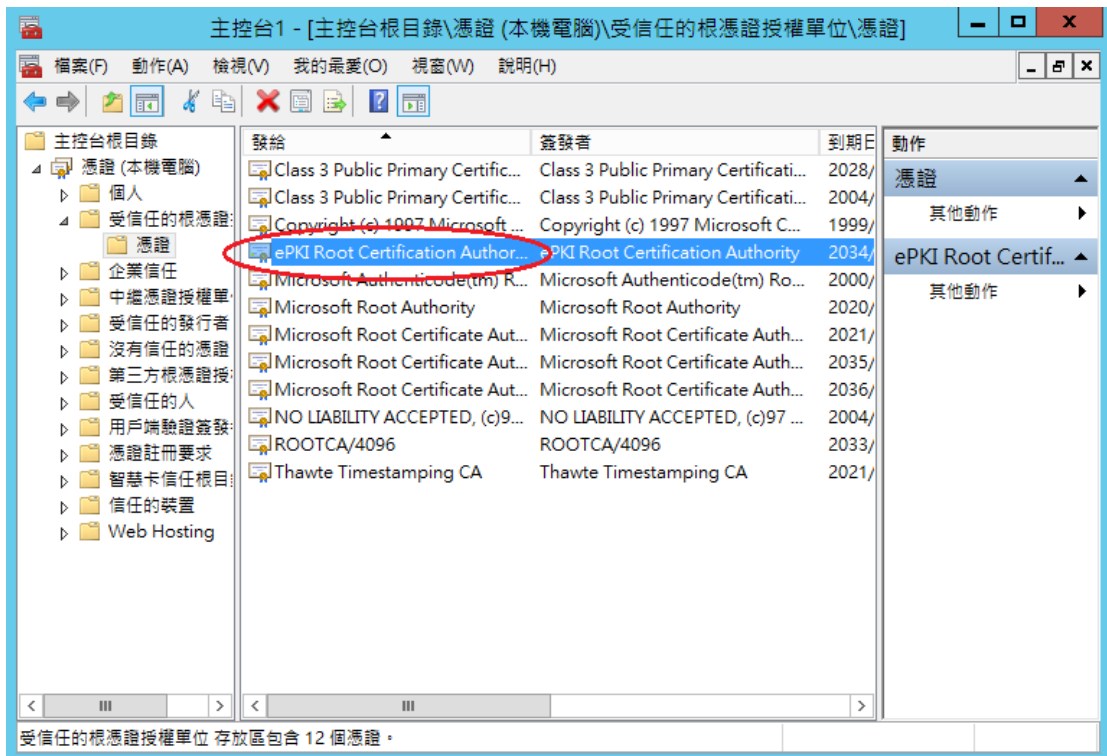 主控台1 - [主控台根目錄\憑證 (本機電腦)\受信任的根憑證授權單位\憑證]
檔案(F) 動作(A) 檢視(V) 我的最愛(O) 視窗(W) 說明(H)
主控台根目錄
憑證 (本機電腦)
個人
受信任的根憑證
憑證
企業信任
中繼憑證授權單
受信任的發行者
沒有信任的憑證
第三方根憑證授
受信任的人
用戶端驗證簽發
憑證註冊要求
智慧卡信任根目
信任的裝置
Web Hosting
發給 簽發者 到期日
Class 3 Public Primary Certific... Class 3 Public Primary Certificati... 2028/
Class 3 Public Primary Certific... Class 3 Public Primary Certificati... 2004/
Copyright (c) 1997 Microsoft ... Copyright (c) 1997 Microsoft C... 1999/
ePKI Root Certification Author... ePKI Root Certification Authority 2034/
Microsoft Authenticode(tm) R... Microsoft Authenticode(tm) Ro... 2000/
Microsoft Root Authority Microsoft Root Authority 2020/
Microsoft Root Certificate Aut... Microsoft Root Certificate Auth... 2021/
Microsoft Root Certificate Aut... Microsoft Root Certificate Auth... 2035/
Microsoft Root Certificate Aut... Microsoft Root Certificate Auth... 2036/
NO LIABILITY ACCEPTED, (c)9... NO LIABILITY ACCEPTED, (c)97 ... 2004/
ROOTCA/4096 ROOTCA/4096 2033/
Thawte Timestamping CA Thawte Timestamping CA 2021/
動作
憑證
其他動作
ePKI Root Certif...
其他動作
受信任的根憑證授權單位 存放區包含 12 個憑證。